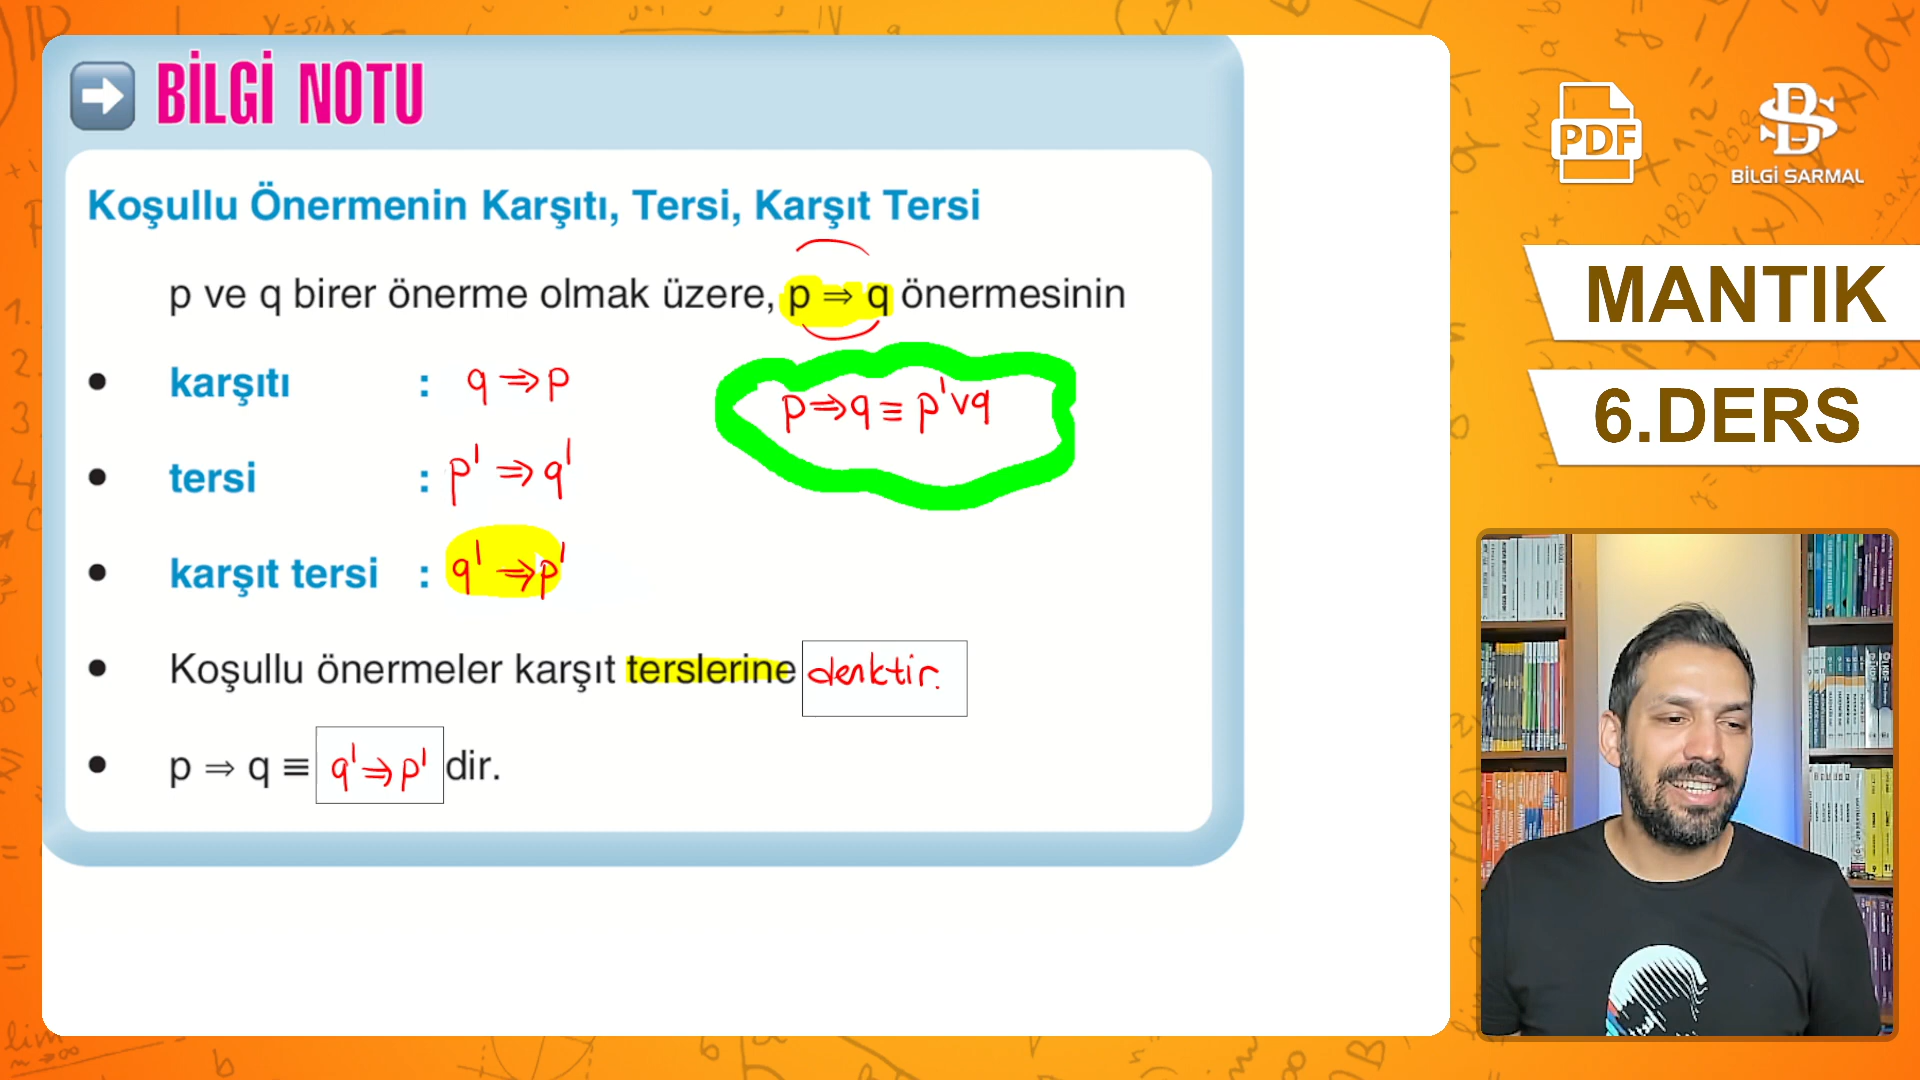 BİLGİ NOTU
Koşullu Önermenin Karşıtı, Tersi, Karşıt Tersi
p ve q birer önerme olmak üzere, p ⇒ q önermesinin
• karşıtı : q ⇒ p
p ⇒ q ≡ p' ∨ q
• tersi : p' ⇒ q'
• karşıt tersi : q' ⇒ p'
• Koşullu önermeler karşıt terslerine denktir.
• p ⇒ q ≡ q' ⇒ p' dir.
PDF
BİLGİ SARMAL
MANTIK
6.DERS